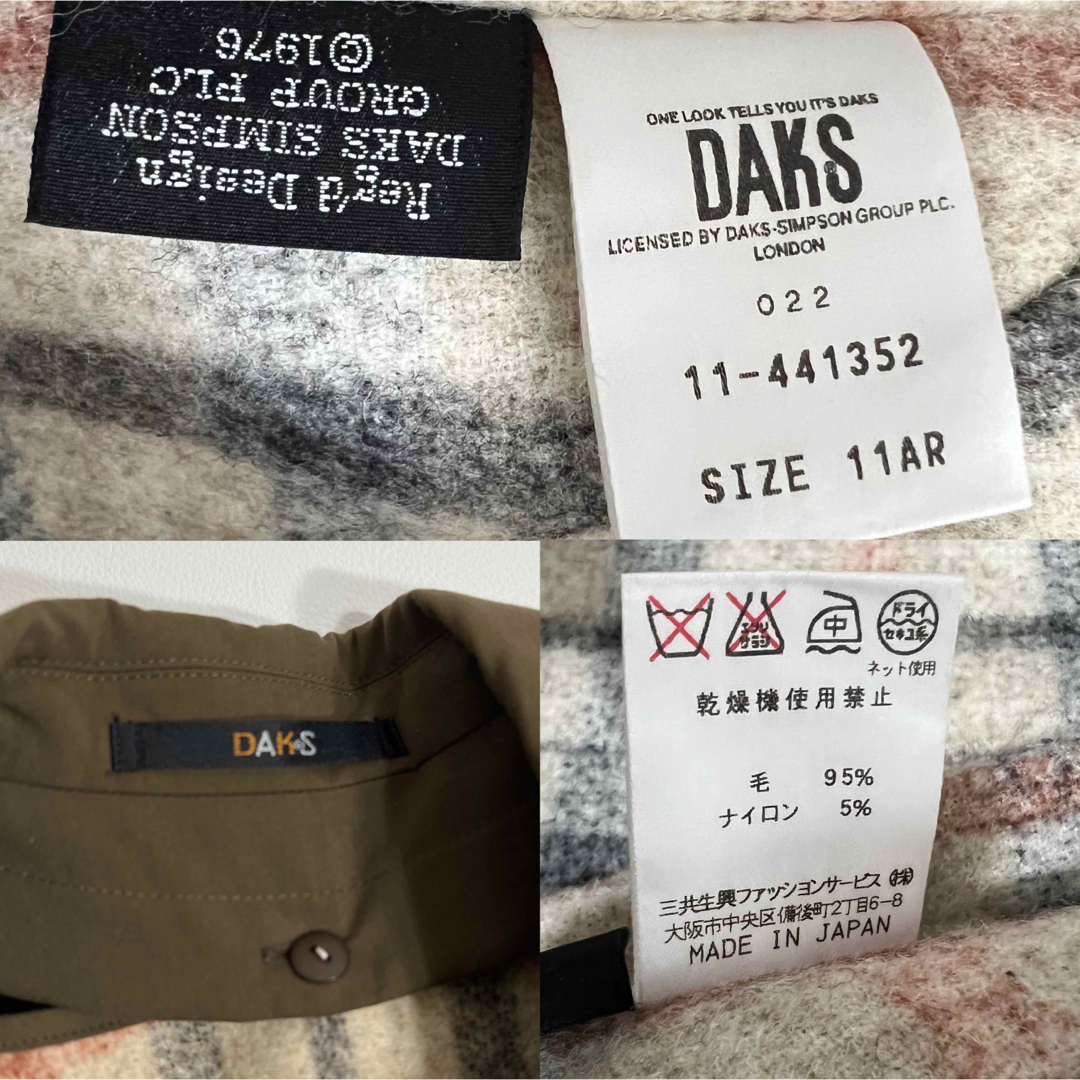 Reg'd Design
DAKS SIMPSON
GROUP PLC
©1976
ONE LOOK TELLS YOU IT'S DAKS
DAKS
LICENSED BY DAKS-SIMPSON GROUP PLC.
LONDON
022
11-441352
SIZE 11AR
DAKS
エンソ
サラシ
中
ドライ
セキユ系
ネット使用
乾燥機使用禁止
毛 95%
ナイロン 5%
三共生興ファッションサービス㈱
大阪市中央区備後町2丁目6-8
MADE IN JAPAN